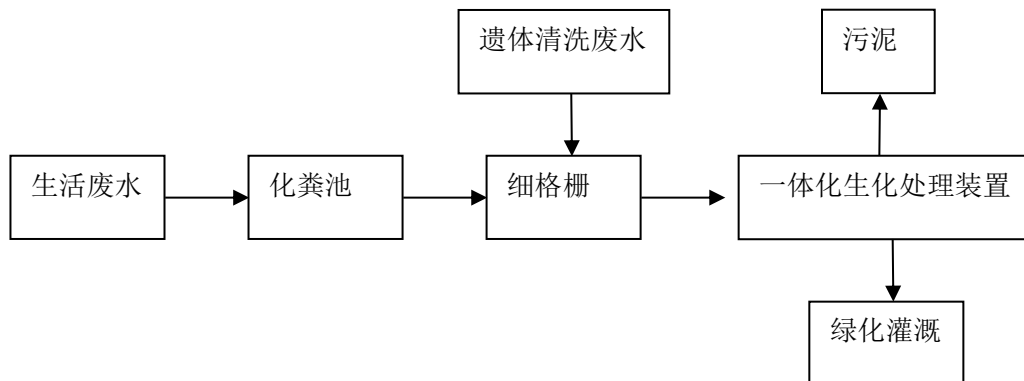 遗体清洗废水
污泥
生活废水
化粪池
细格栅
一体化生化处理装置
绿化灌溉